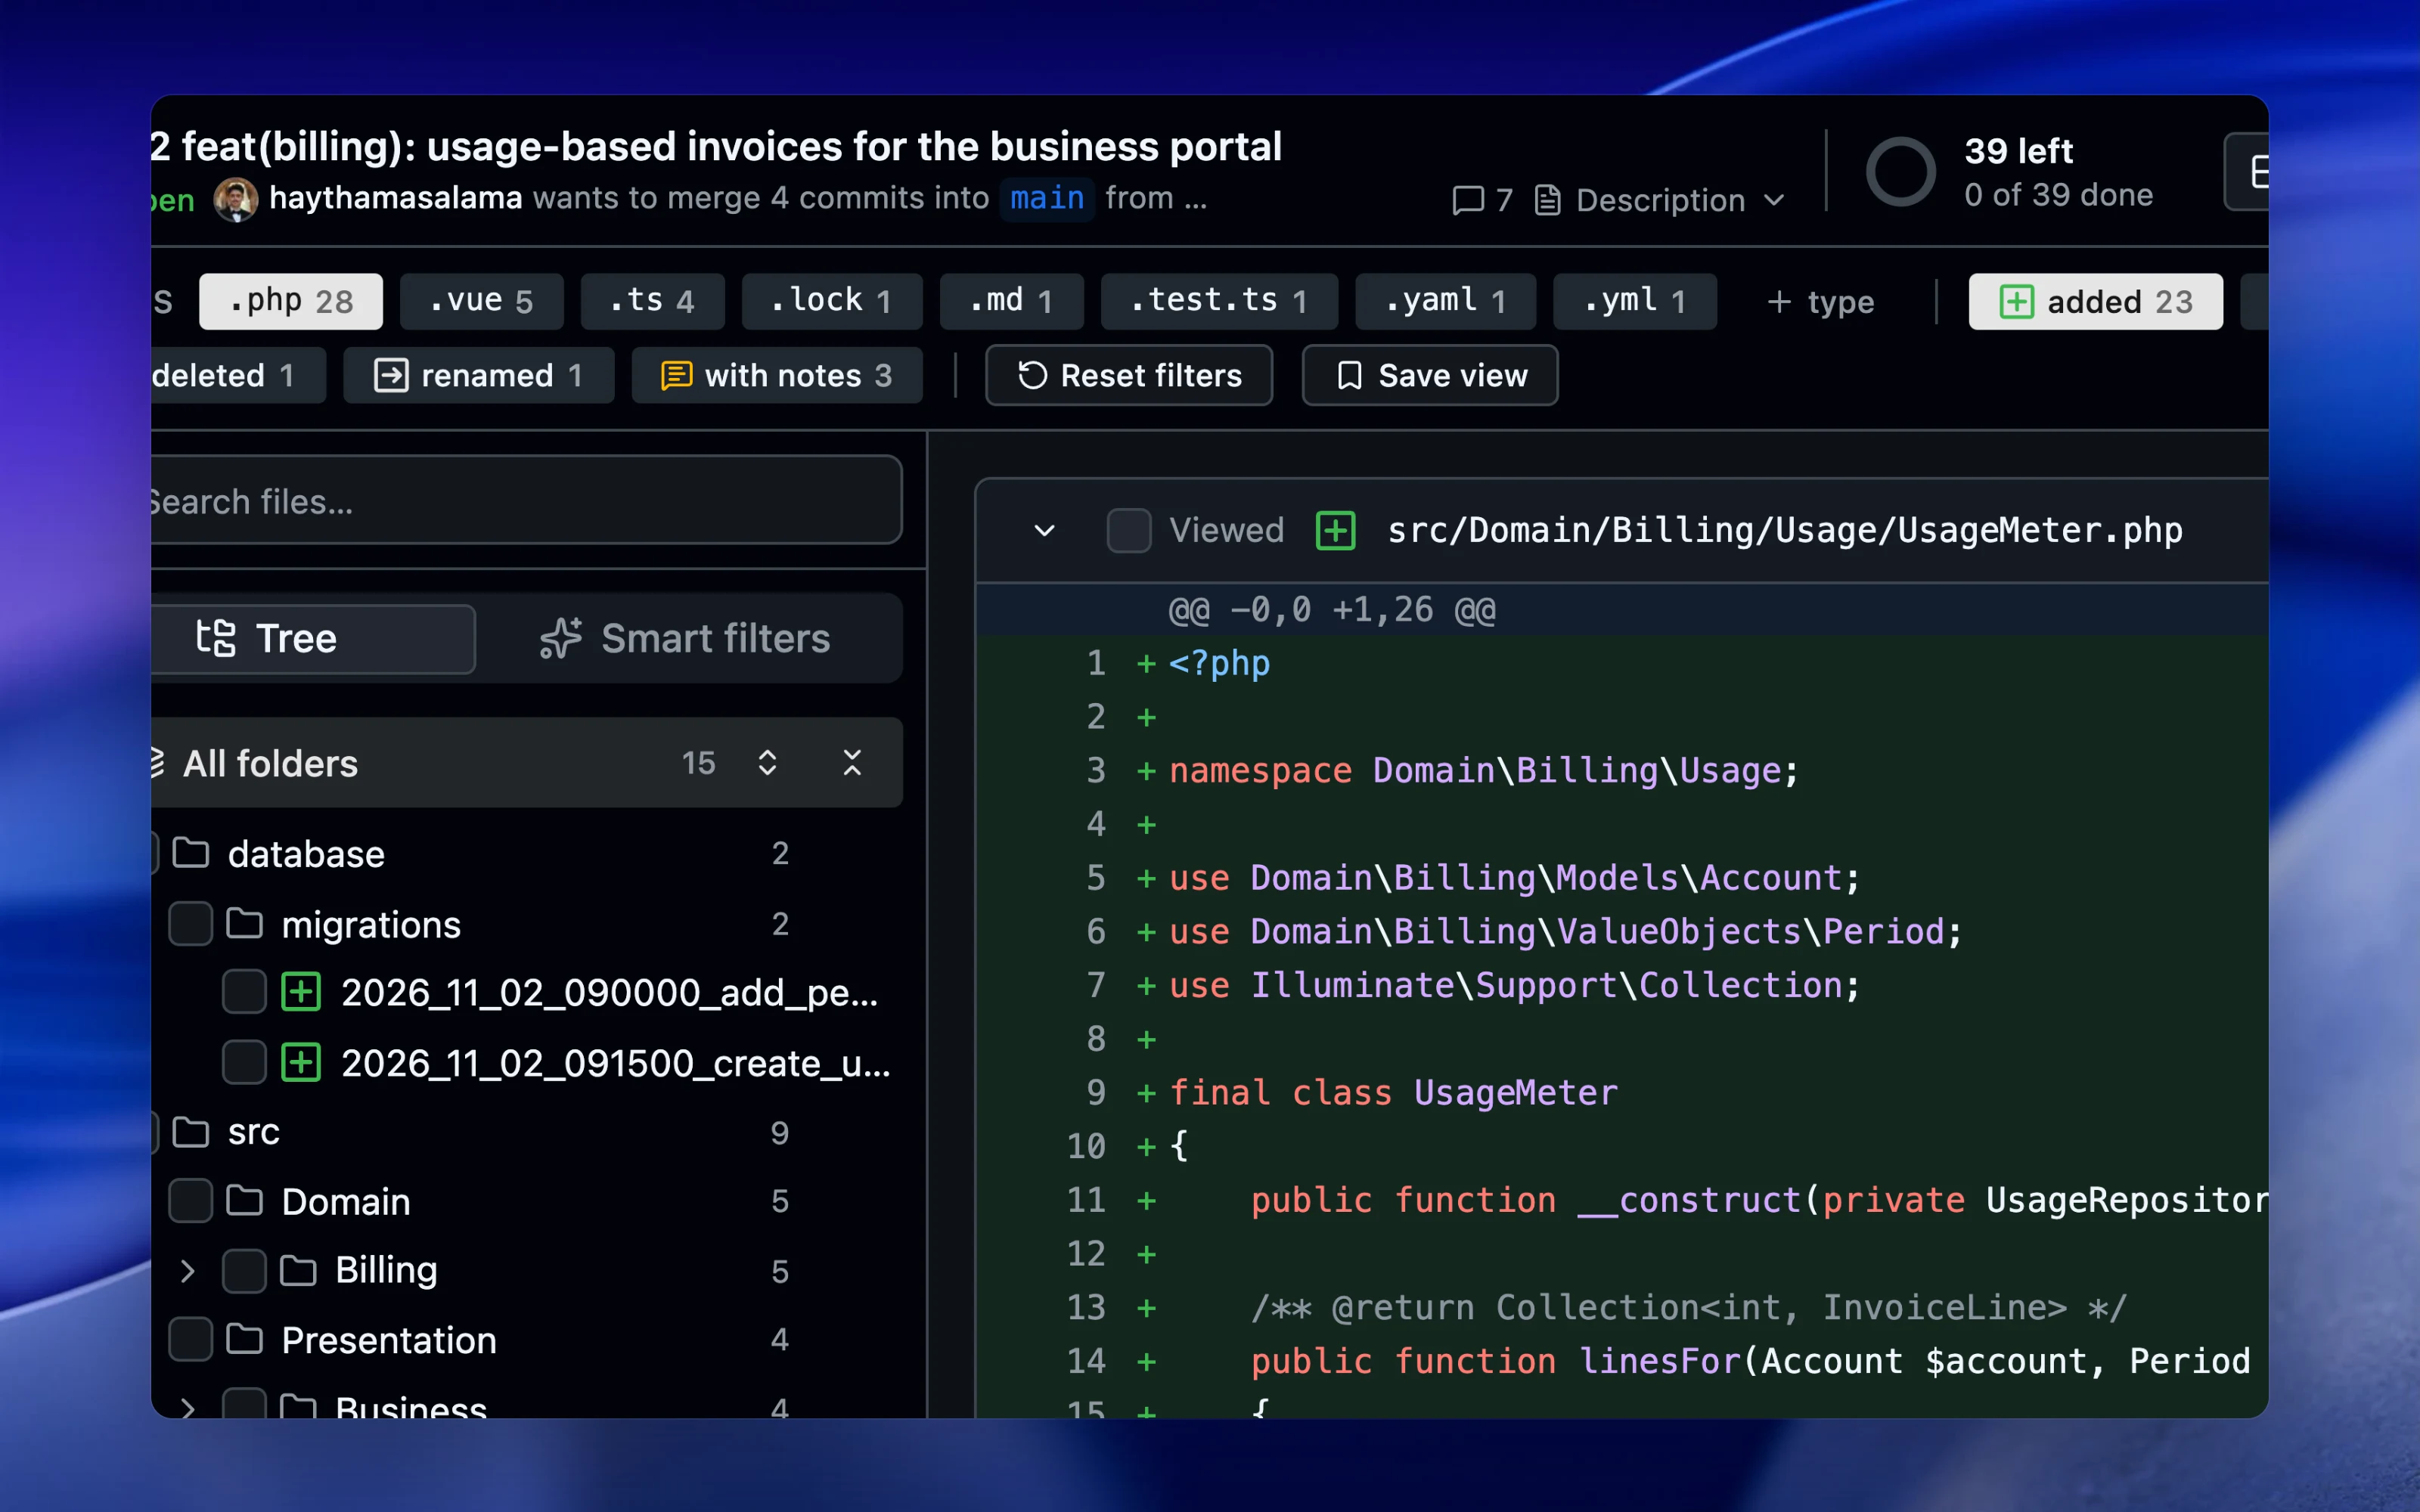 2 feat(billing): usage-based invoices for the business portal
haythamasalama wants to merge 4 commits into main from ...
7 Description
39 left
0 of 39 done
.php 28 .vue 5 .ts 4 .lock 1 .md 1 .test.ts 1 .yaml 1 .yml 1 + type added 23
deleted 1 renamed 1 with notes 3 Reset filters Save view
Search files...
Tree Smart filters
All folders 15
database 2
migrations 2
2026_11_02_090000_add_pe...
2026_11_02_091500_create_u...
src 9
Domain 5
Billing 5
Presentation 4
Business 4
Viewed src/Domain/Billing/Usage/UsageMeter.php
@@ -0,0 +1,26 @@
1 + <?php
2 +
3 + namespace Domain\Billing\Usage;
4 +
5 + use Domain\Billing\Models\Account;
6 + use Domain\Billing\ValueObjects\Period;
7 + use Illuminate\Support\Collection;
8 +
9 + final class UsageMeter
10 + {
11 + public function __construct(private UsageRepositor
12 +
13 + /** @return Collection<int, InvoiceLine> */
14 + public function linesFor(Account $account, Period
15 + {